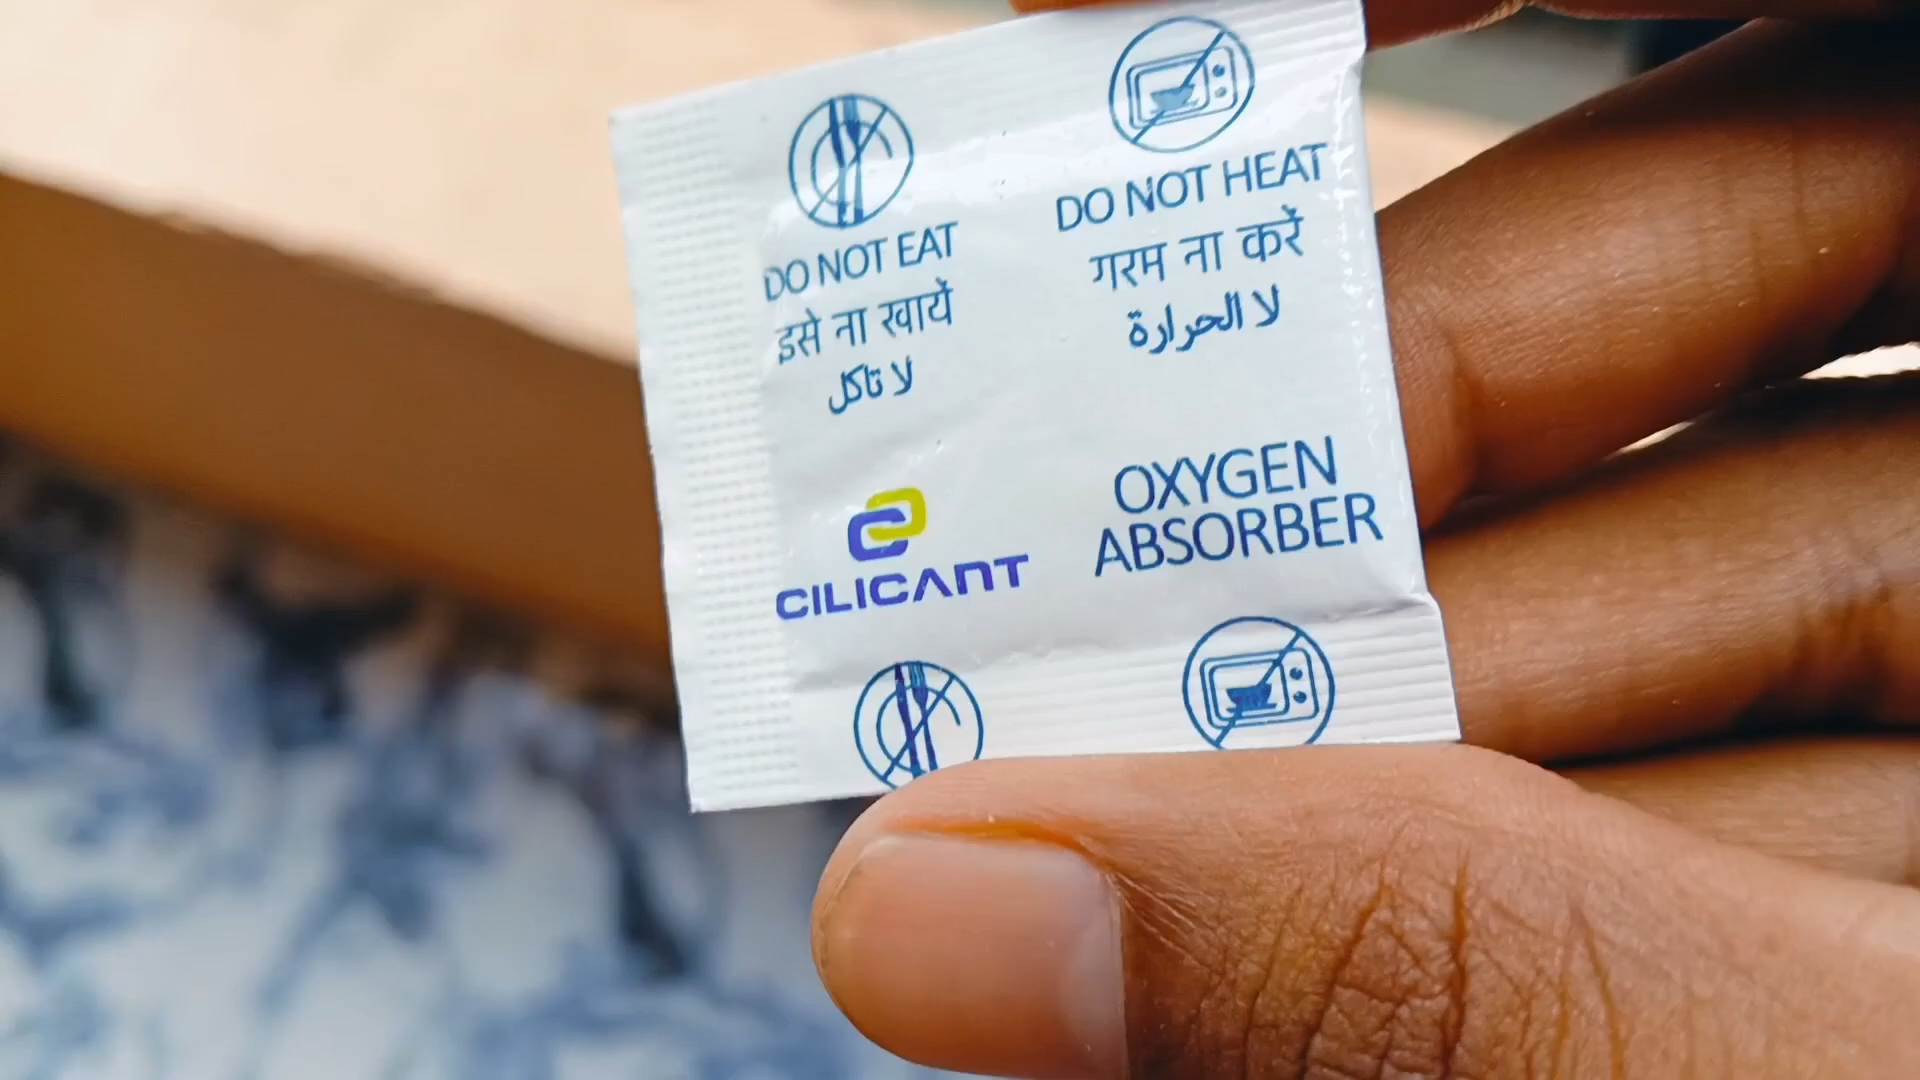 DO NOT EAT
इसे ना खायें
لا تاكل
DO NOT HEAT
गरम ना करें
لا الحرارة
CILICANT
OXYGEN
ABSORBER